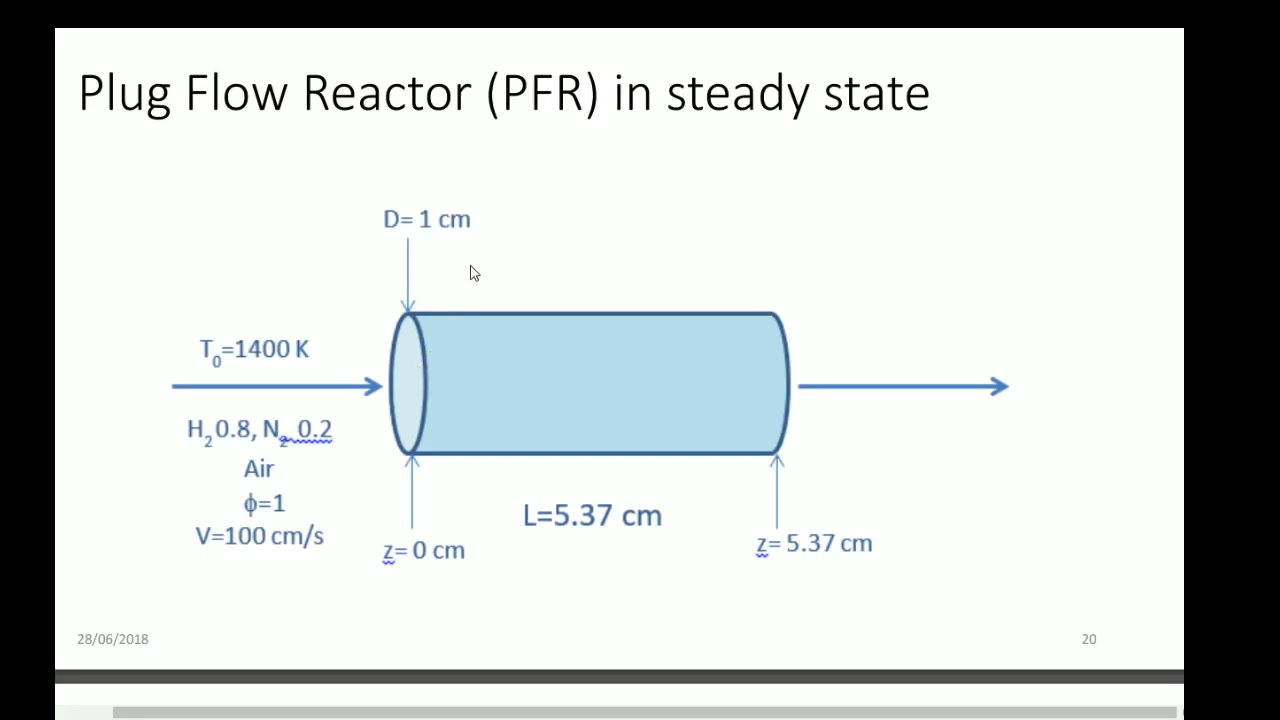 Plug Flow Reactor (PFR) in steady state
D= 1 cm
T₀=1400 K
H₂ 0.8, N₂ 0.2
Air
ϕ=1
V=100 cm/s
L=5.37 cm
z= 0 cm
z= 5.37 cm
28/06/2018
20